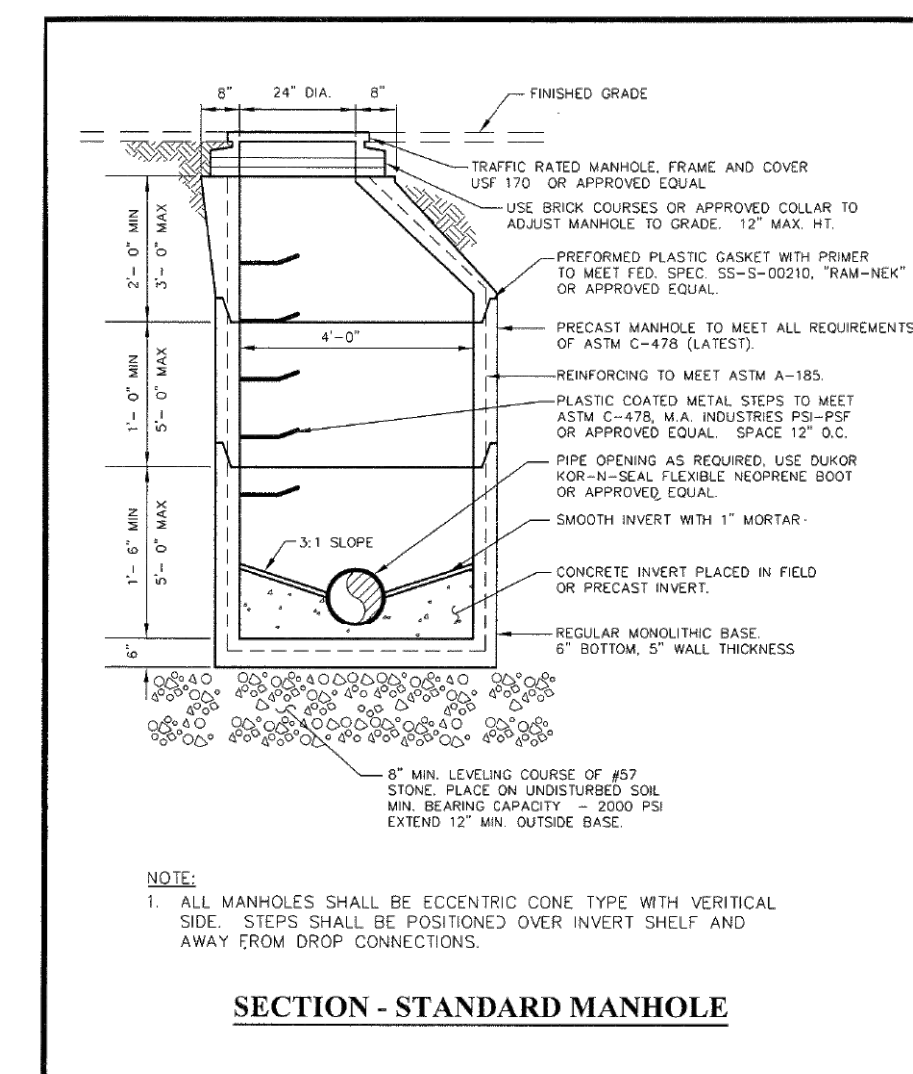 8" 24" DIA. 8"
FINISHED GRADE
TRAFFIC RATED MANHOLE, FRAME AND COVER
USF 170 OR APPROVED EQUAL
USE BRICK COURSES OR APPROVED COLLAR TO
ADJUST MANHOLE TO GRADE. 12" MAX. HT.
PREFORMED PLASTIC GASKET WITH PRIMER
TO MEET FED. SPEC. SS-S-00210, "RAM-NEK"
OR APPROVED EQUAL.
PRECAST MANHOLE TO MEET ALL REQUIREMENTS
OF ASTM C-478 (LATEST).
REINFORCING TO MEET ASTM A-185.
PLASTIC COATED METAL STEPS TO MEET
ASTM C-478, M.A. INDUSTRIES PSI-PSF
OR APPROVED EQUAL. SPACE 12" O.C.
PIPE OPENING AS REQUIRED, USE DUKOR
KOR-N-SEAL FLEXIBLE NEOPRENE BOOT
OR APPROVED EQUAL.
SMOOTH INVERT WITH 1" MORTAR
CONCRETE INVERT PLACED IN FIELD
OR PRECAST INVERT.
REGULAR MONOLITHIC BASE.
6" BOTTOM, 5" WALL THICKNESS
2'- 0" MIN
3'- 0" MAX
4'-0"
1'- 0" MIN
5'- 0" MAX
1'- 6" MIN
5'- 0" MAX
3:1 SLOPE
6"
8" MIN. LEVELING COURSE OF #57
STONE. PLACE ON UNDISTURBED SOIL
MIN. BEARING CAPACITY - 2000 PSI
EXTEND 12" MIN. OUTSIDE BASE.
NOTE:
1. ALL MANHOLES SHALL BE ECCENTRIC CONE TYPE WITH VERITICAL
SIDE. STEPS SHALL BE POSITIONED OVER INVERT SHELF AND
AWAY FROM DROP CONNECTIONS.
SECTION - STANDARD MANHOLE